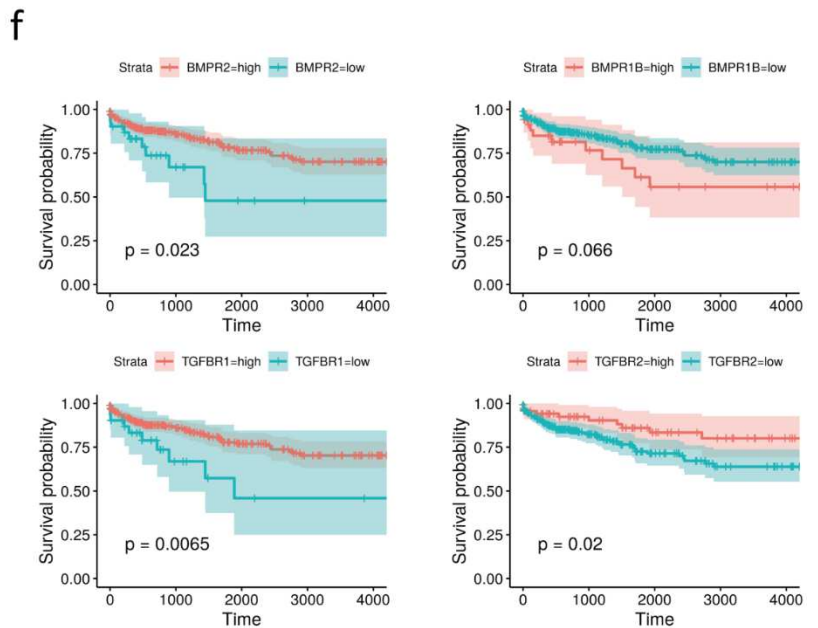 f
Strata BMPR2=high BMPR2=low
Survival probability
1.00
0.75
0.50
0.25
0.00
p = 0.023
0 1000 2000 3000 4000
Time
Strata BMPR1B=high BMPR1B=low
Survival probability
1.00
0.75
0.50
0.25
0.00
p = 0.066
0 1000 2000 3000 4000
Time
Strata TGFBR1=high TGFBR1=low
Survival probability
1.00
0.75
0.50
0.25
0.00
p = 0.0065
0 1000 2000 3000 4000
Time
Strata TGFBR2=high TGFBR2=low
Survival probability
1.00
0.75
0.50
0.25
0.00
p = 0.02
0 1000 2000 3000 4000
Time